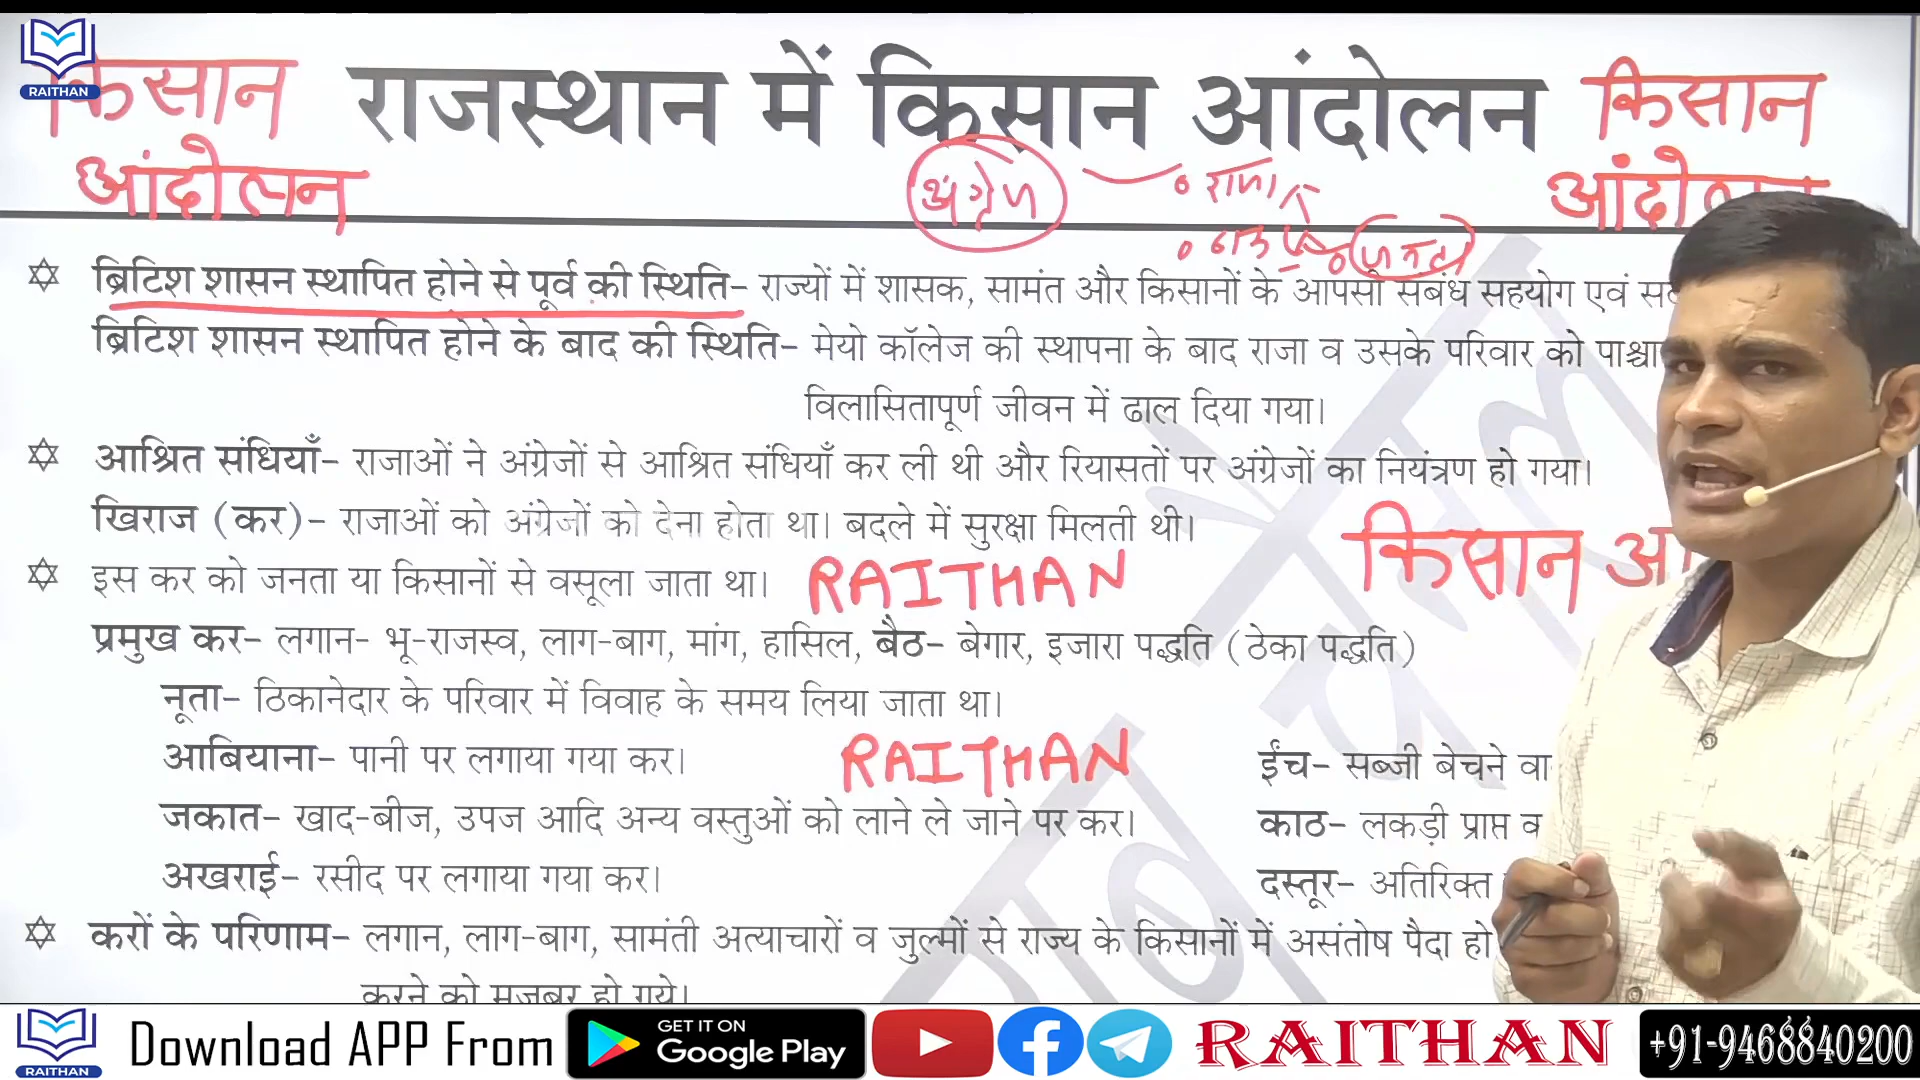 RAITHAN
किसान आंदोलन
राजस्थान में किसान आंदोलन
किसान
अंग्रेज
राजा
जनता
ब्रिटिश शासन स्थापित होने से पूर्व की स्थिति– राज्यों में शासक, सामंत और किसानों के आपसी संबंध सहयोग एवं
ब्रिटिश शासन स्थापित होने के बाद की स्थिति– मेयो कॉलेज की स्थापना के बाद राजा व उसके परिवार को
विलासितापूर्ण जीवन में ढाल दिया गया।
आश्रित संधियाँ– राजाओं ने अंग्रेजों से आश्रित संधियाँ कर ली थी और रियासतों पर अंग्रेजों का नियंत्रण हो गया।
खिराज (कर)– राजाओं को अंग्रेजों को देना होता था। बदले में सुरक्षा मिलती थी।
किसान
इस कर को जनता या किसानों से वसूला जाता था। RAITHAN
प्रमुख कर– लगान– भू-राजस्व, लाग-बाग, मांग, हासिल, बैठ– बेगार, इजारा पद्धति (ठेका पद्धति)
नूता– ठिकानेदार के परिवार में विवाह के समय लिया जाता था।
आबियाना– पानी पर लगाया गया कर। RAITHAN ईंच– सब्जी बेचने
जकात– खाद-बीज, उपज आदि अन्य वस्तुओं को लाने ले जाने पर कर। काठ– लकड़ी प्राप्त
अखराई– रसीद पर लगाया गया कर। दस्तूर– अतिरिक्त
करों के परिणाम– लगान, लाग-बाग, सामंती अत्याचारों व जुल्मों से राज्य के किसानों में असंतोष पैदा हो
करने को मजबूर हो गये।
RAITHAN Download APP From GET IT ON Google Play RAITHAN +91-9468840200